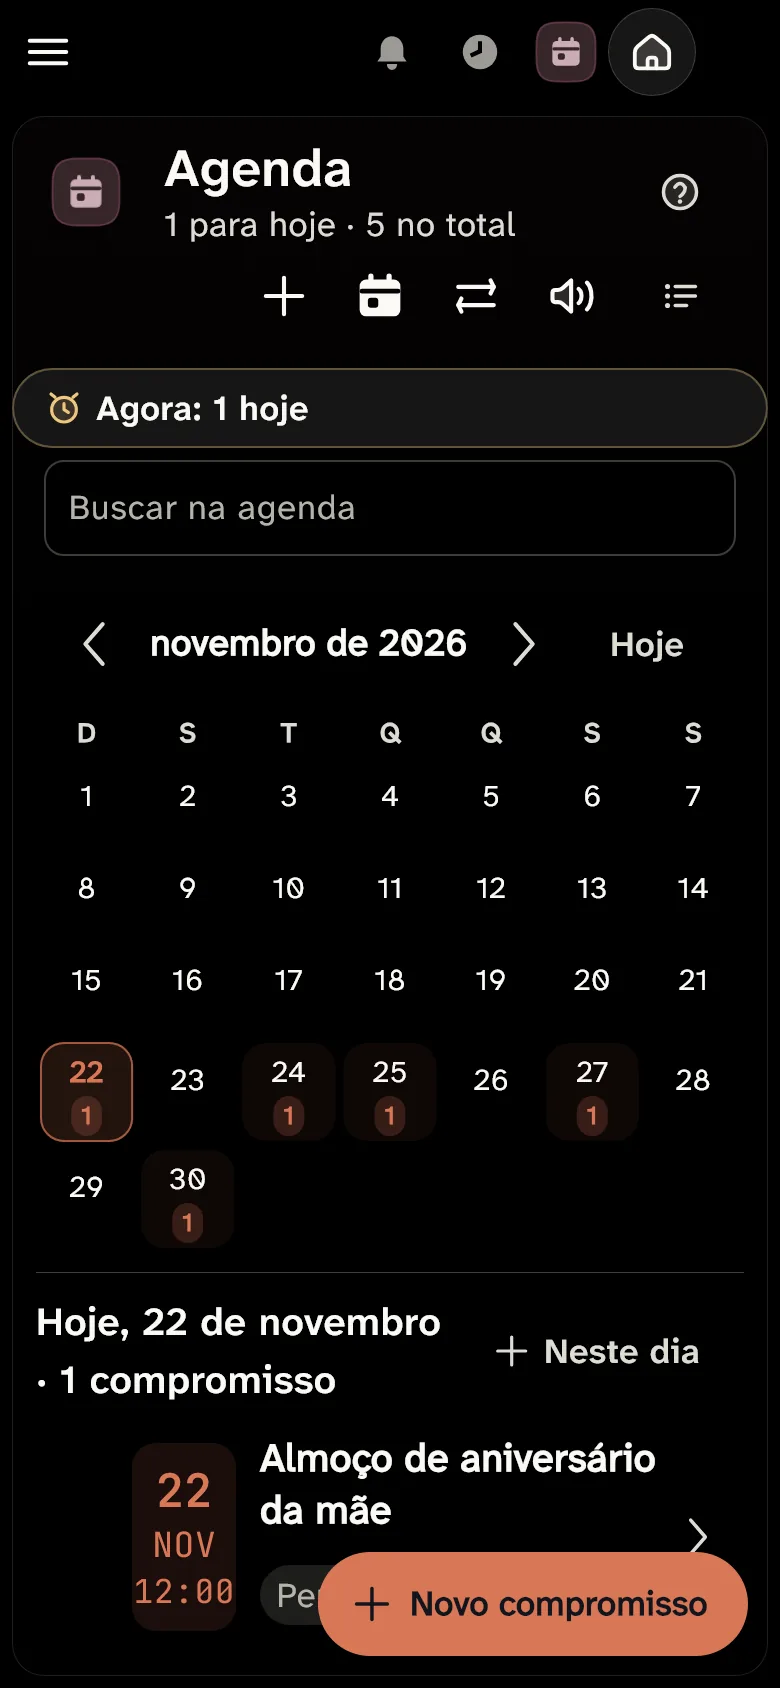 Agenda
1 para hoje · 5 no total
Agora: 1 hoje
Buscar na agenda
novembro de 2026
Hoje
D S T Q Q S S
1 2 3 4 5 6 7
8 9 10 11 12 13 14
15 16 17 18 19 20 21
22 23 24 25 26 27 28
1 1 1 1
29 30
1
Hoje, 22 de novembro
· 1 compromisso
Neste dia
22
NOV
12:00
Almoço de aniversário
da mãe
Novo compromisso